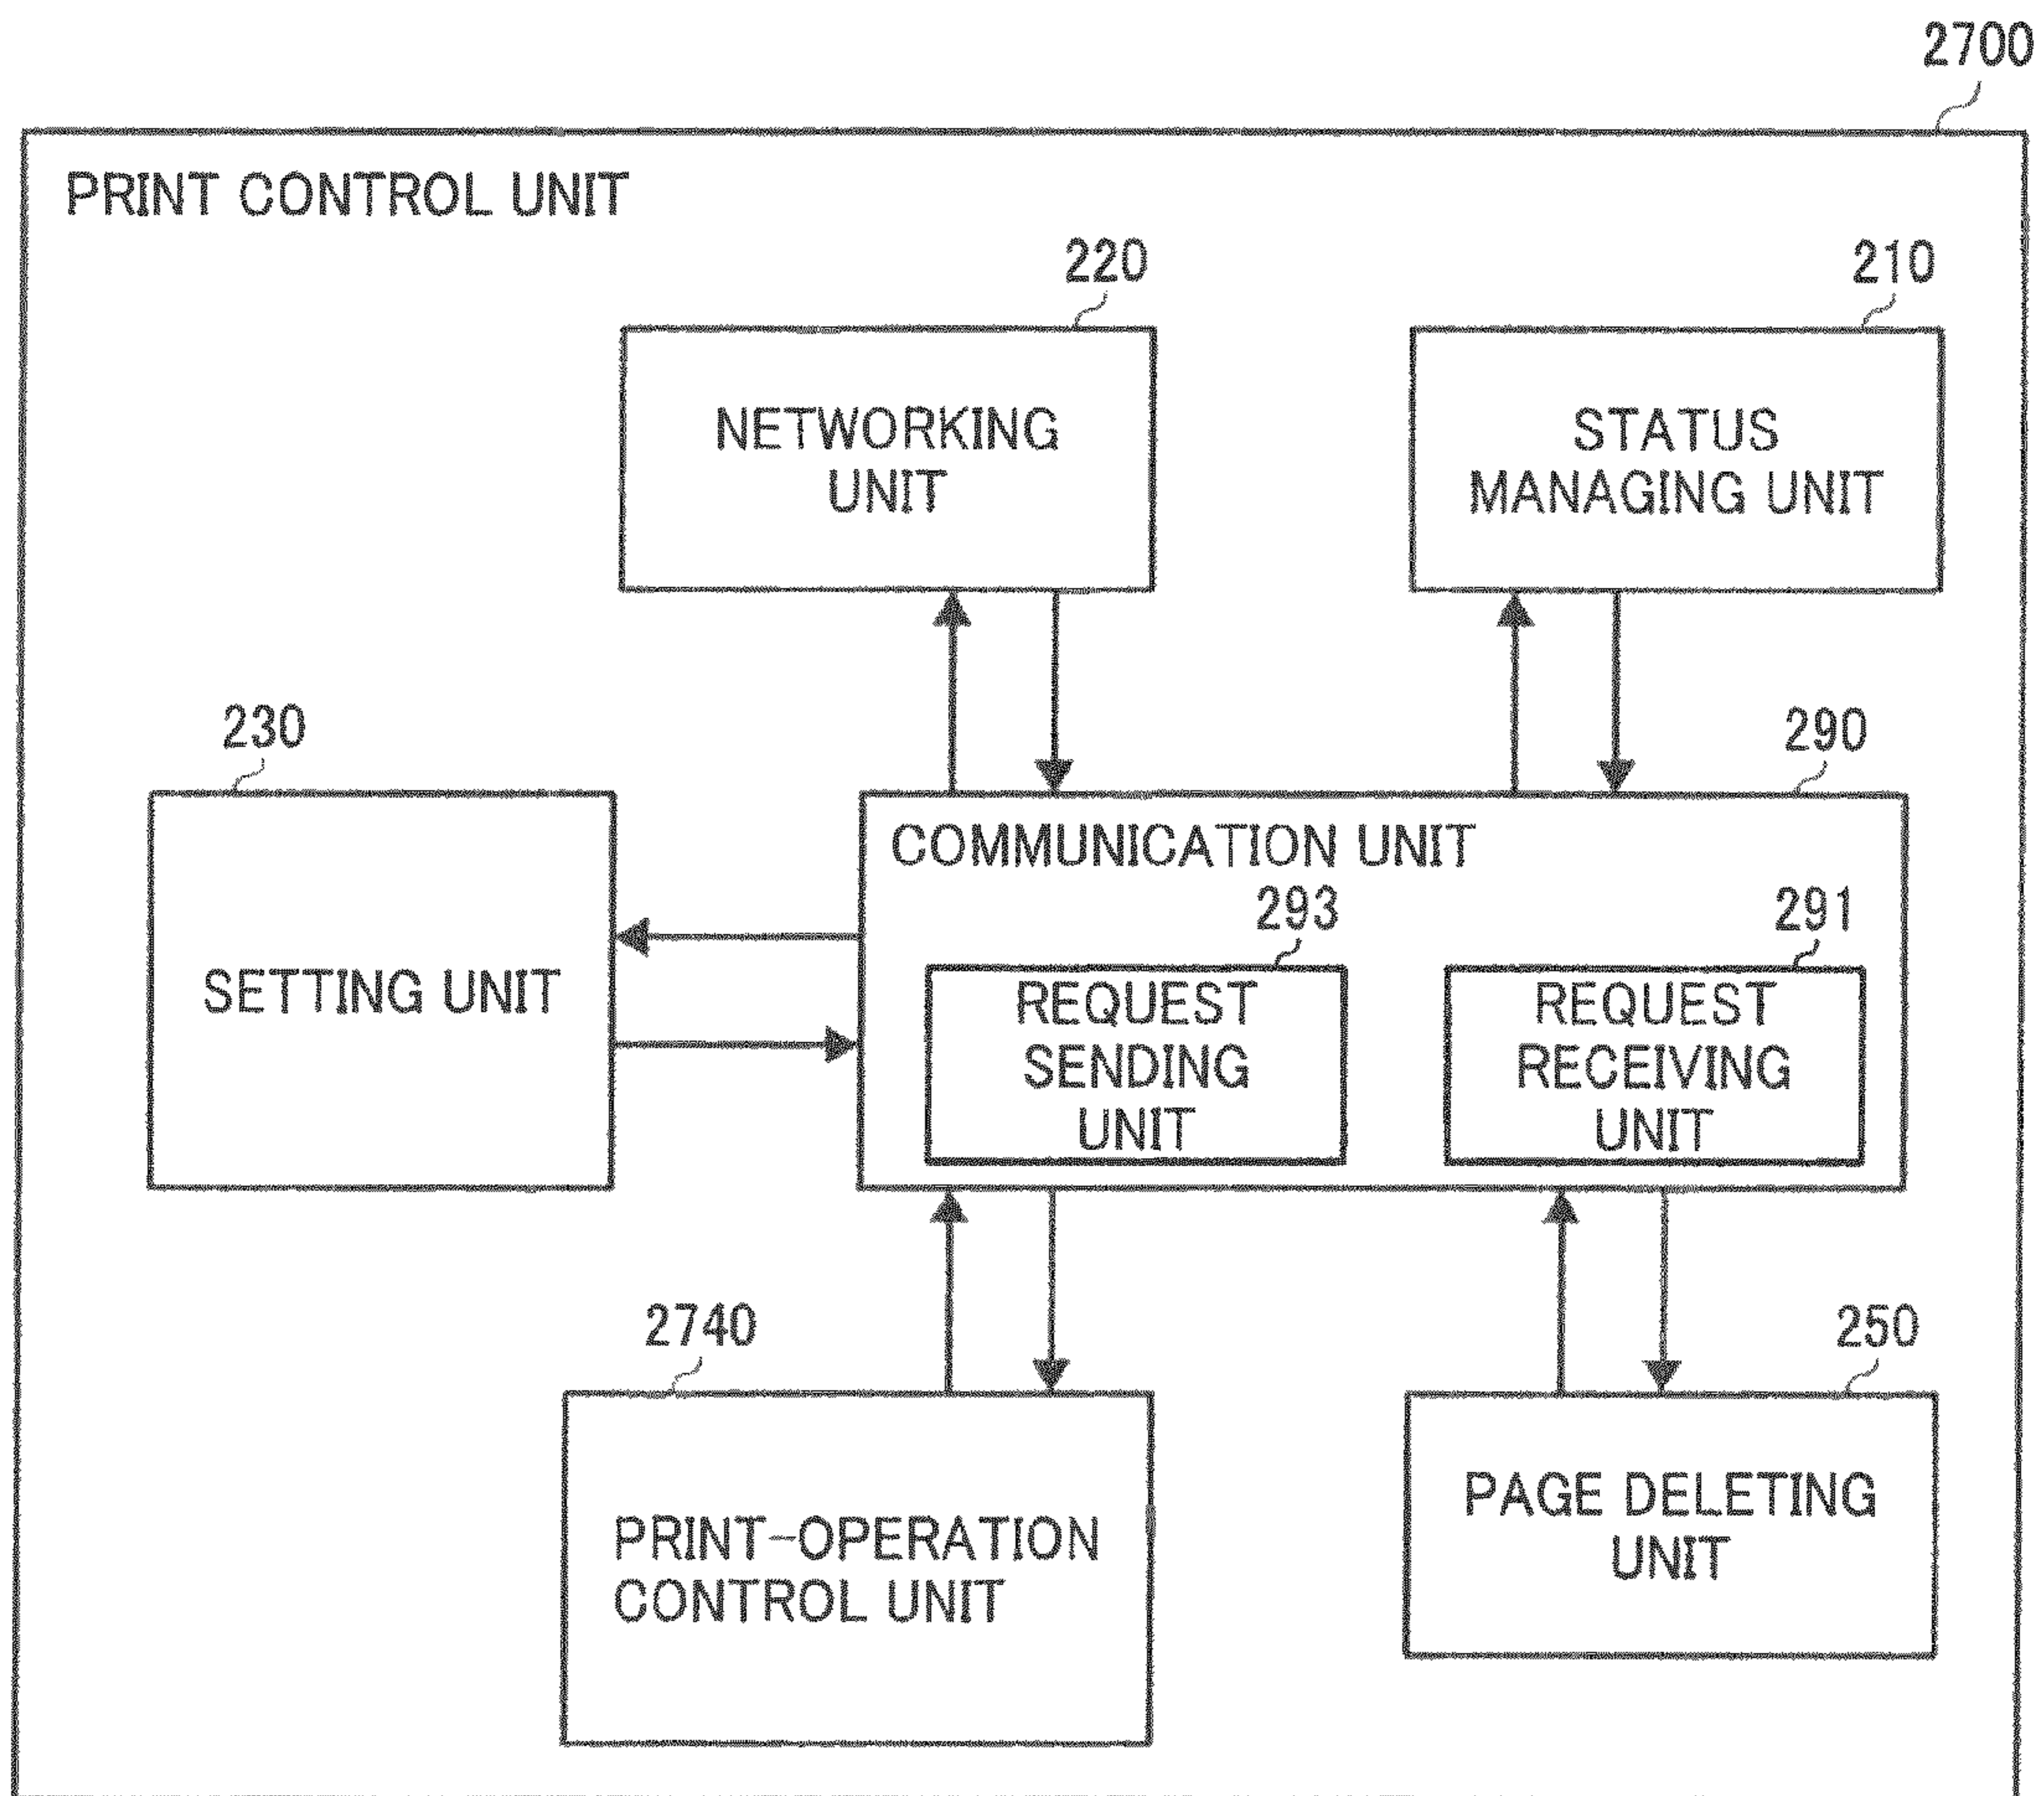 2700
PRINT CONTROL UNIT
220
210
NETWORKING
UNIT
STATUS
MANAGING UNIT
230
290
SETTING UNIT
COMMUNICATION UNIT
293
291
REQUEST
SENDING
UNIT
REQUEST
RECEIVING
UNIT
2740
250
PRINT-OPERATION
CONTROL UNIT
PAGE DELETING
UNIT